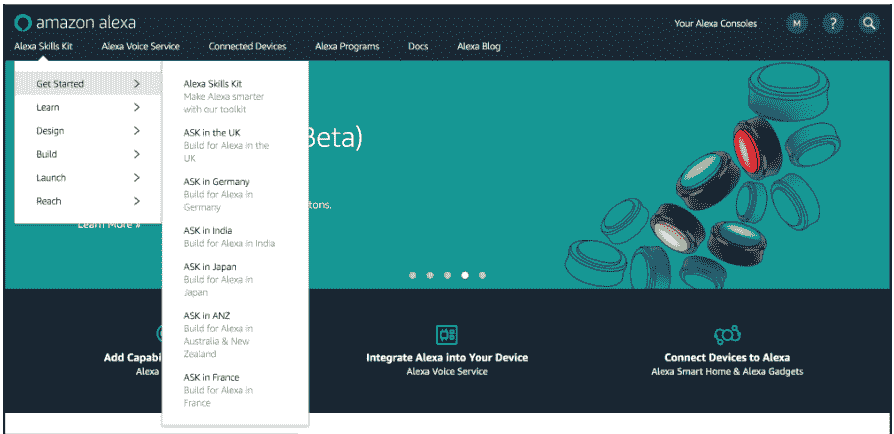 amazon alexa
Your Alexa Consoles
M
?
Alexa Skills Kit
Alexa Voice Service
Connected Devices
Alexa Programs
Docs
Alexa Blog
Get Started
Learn
Design
Build
Launch
Reach
Alexa Skills Kit
Make Alexa smarter
with our toolkit
ASK in the UK
Build for Alexa in the
UK
ASK in Germany
Build for Alexa in
Germany
ASK in India
Build for Alexa in India
ASK in Japan
Build for Alexa in
Japan
ASK in ANZ
Build for Alexa in
Australia & New
Zealand
ASK in France
Build for Alexa in
France
Beta)
tons.
Learn More »
Add Capabi
Alexa
Integrate Alexa into Your Device
Alexa Voice Service
Connect Devices to Alexa
Alexa Smart Home & Alexa Gadgets